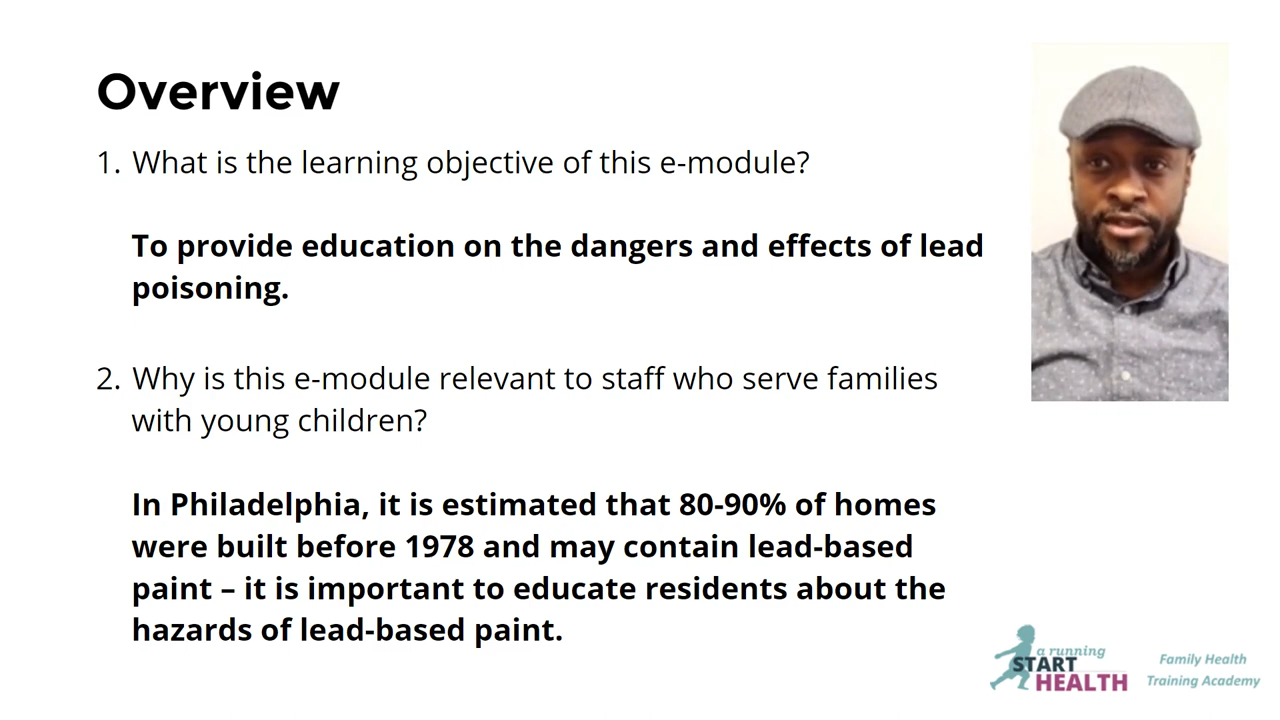 Overview
1. What is the learning objective of this e-module?
To provide education on the dangers and effects of lead
poisoning.
2. Why is this e-module relevant to staff who serve families
with young children?
In Philadelphia, it is estimated that 80-90% of homes
were built before 1978 and may contain lead-based
paint – it is important to educate residents about the
hazards of lead-based paint.
a running
START
HEALTH
Family Health
Training Academy